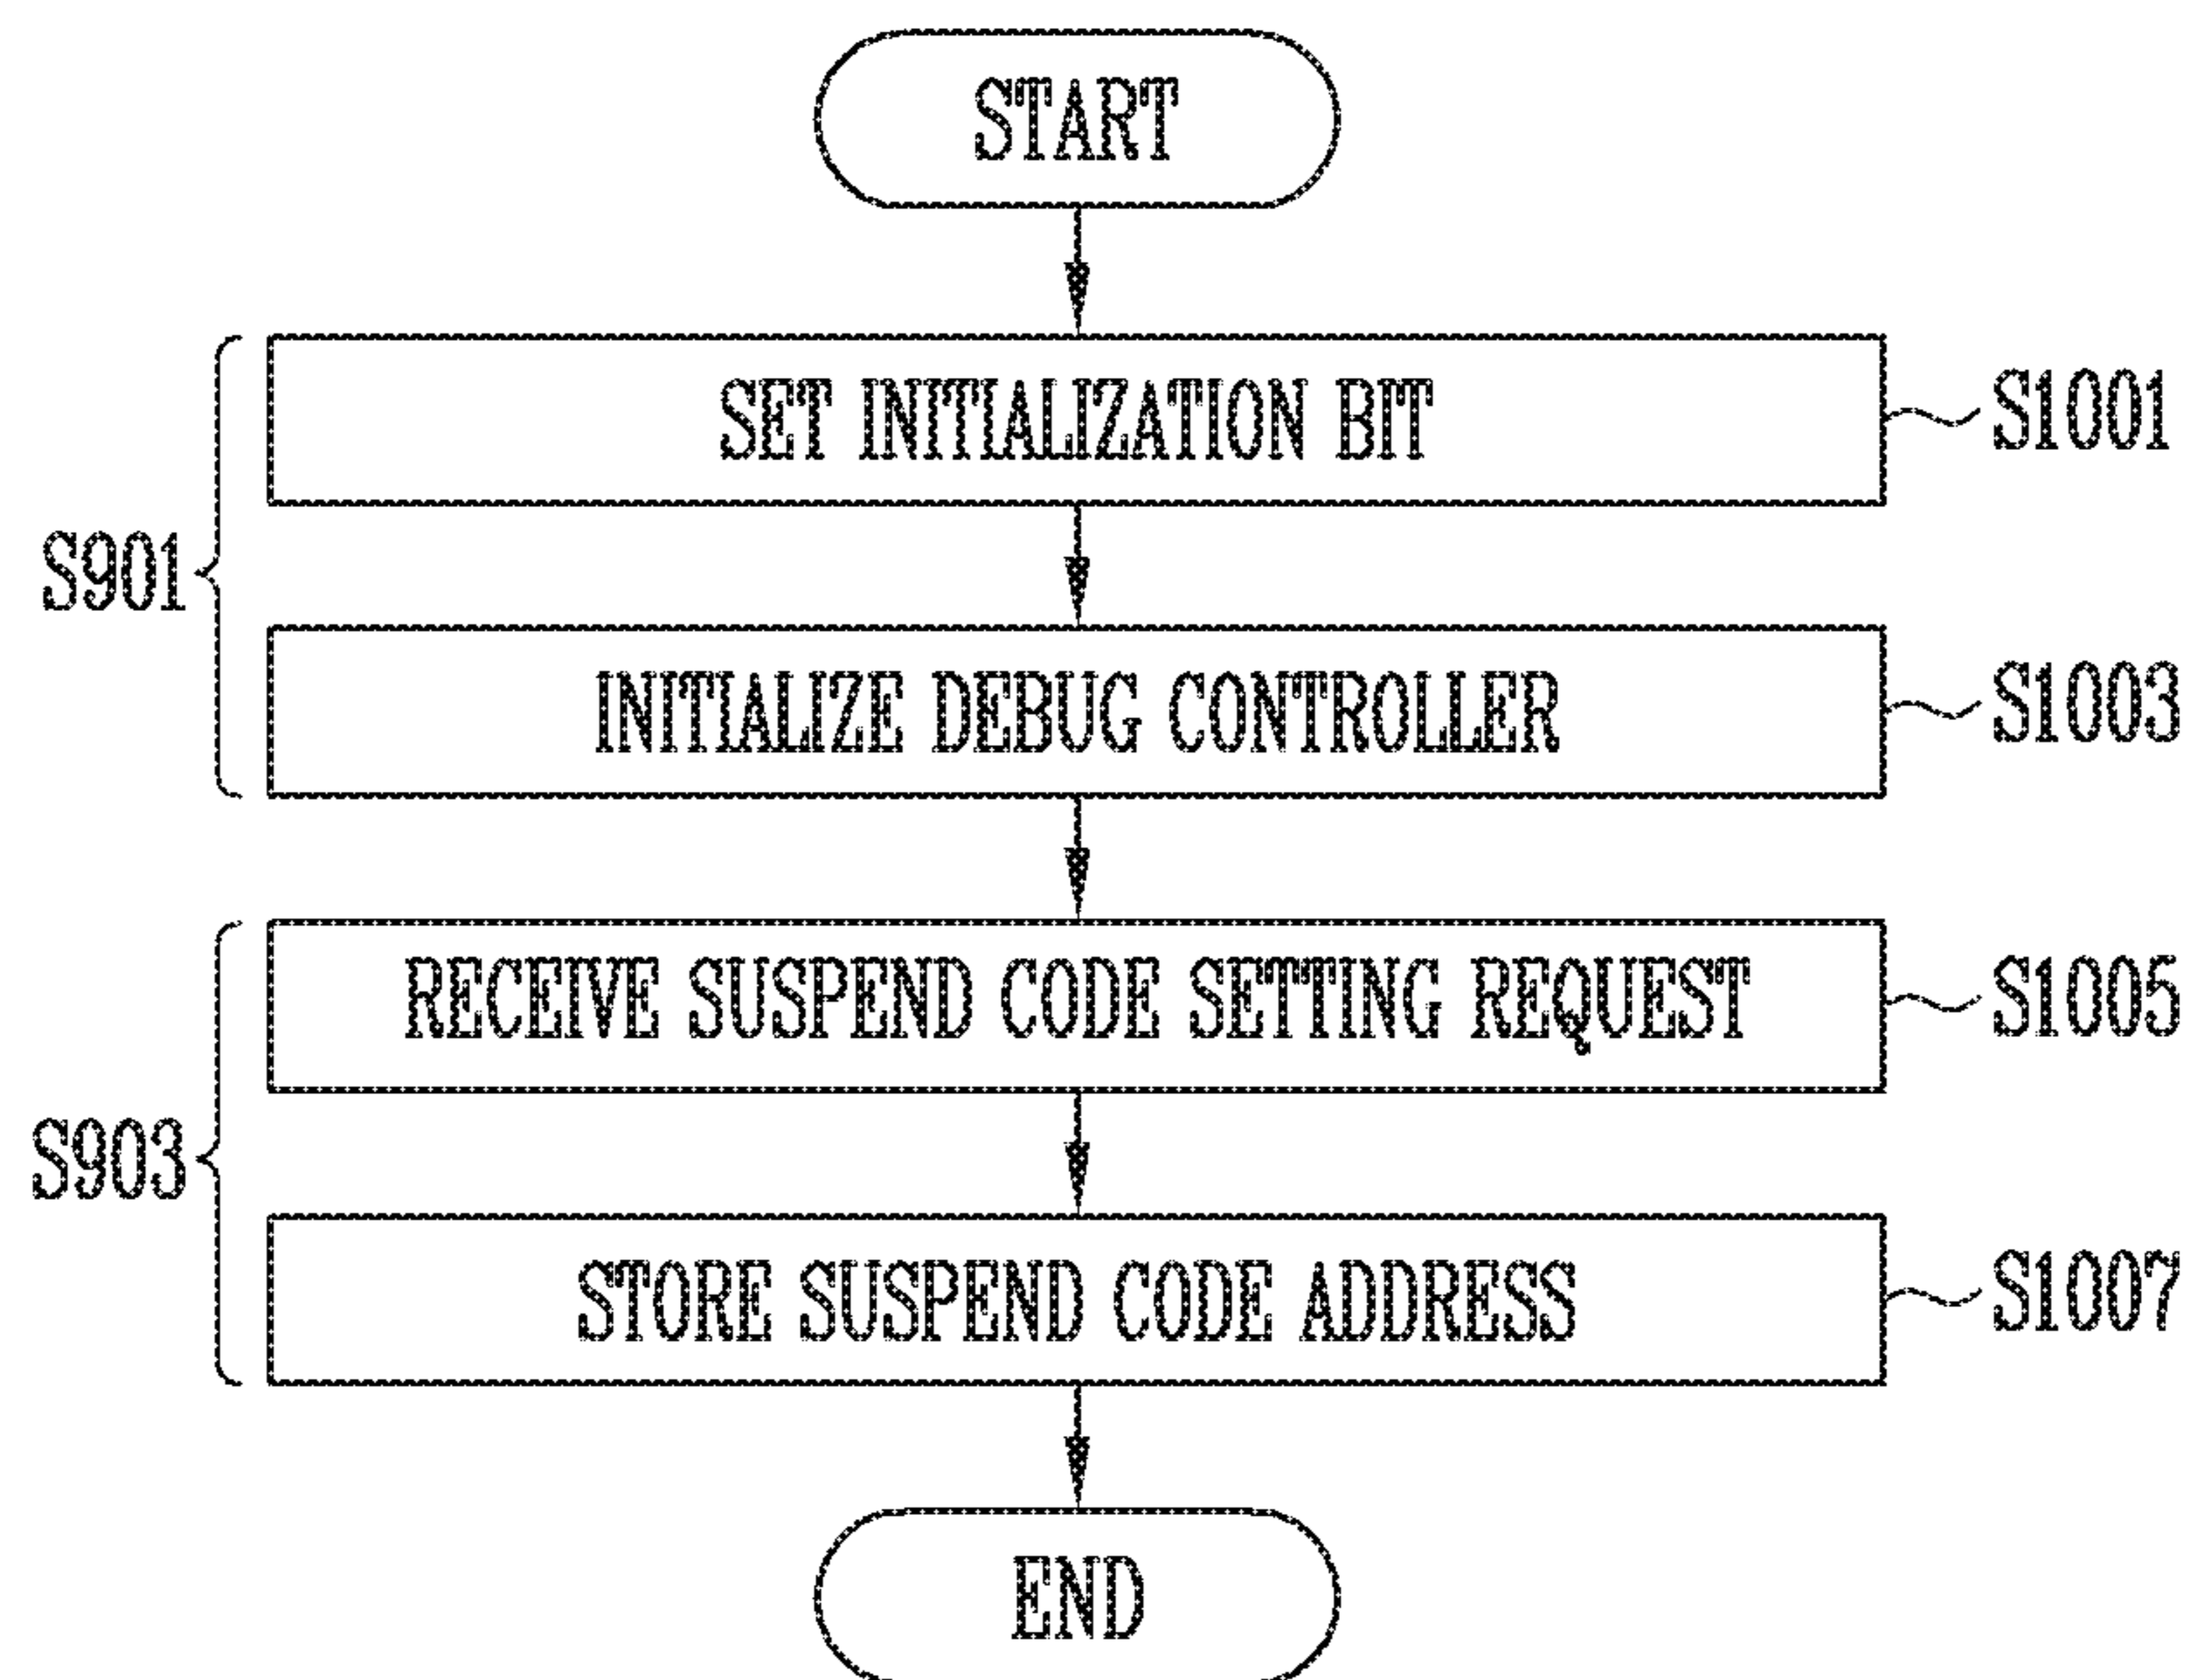 START
SET INITIALIZATION BIT
S1001
S901
INITIALIZE DEBUG CONTROLLER
S1003
RECEIVE SUSPEND CODE SETTING REQUEST
S1005
S903
STORE SUSPEND CODE ADDRESS
S1007
END